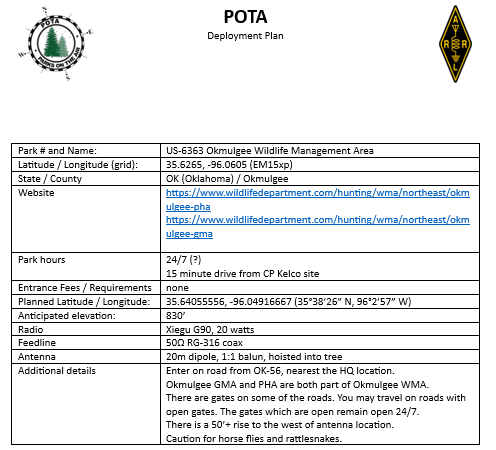 POTA
Deployment Plan
POTA
PARKS ON THE AIR
N
E
S
W
A
R R
L
Park # and Name: US-6363 Okmulgee Wildlife Management Area
Latitude / Longitude (grid): 35.6265, -96.0605 (EM15xp)
State / County OK (Oklahoma) / Okmulgee
Website https://www.wildlifedepartment.com/hunting/wma/northeast/okm
ulgee-pha
https://www.wildlifedepartment.com/hunting/wma/northeast/okm
ulgee-gma
Park hours 24/7 (?)
15 minute drive from CP Kelco site
Entrance Fees / Requirements none
Planned Latitude / Longitude: 35.64055556, -96.04916667 (35°38’26” N, 96°2’57” W)
Anticipated elevation: 830’
Radio Xiegu G90, 20 watts
Feedline 50Ω RG-316 coax
Antenna 20m dipole, 1:1 balun, hoisted into tree
Additional details Enter on road from OK-56, nearest the HQ location.
Okmulgee GMA and PHA are both part of Okmulgee WMA.
There are gates on some of the roads. You may travel on roads with
open gates. The gates which are open remain open 24/7.
There is a 50’+ rise to the west of antenna location.
Caution for horse flies and rattlesnakes.